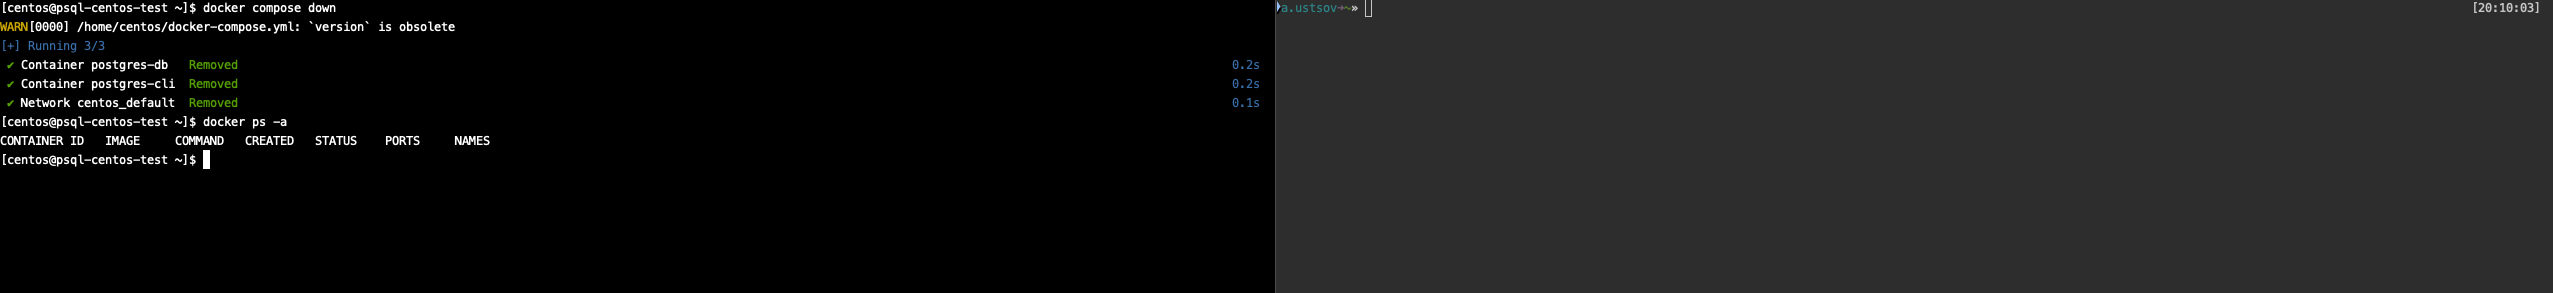 [centos@psql-centos-test ~]$ docker compose down
WARN[0000] /home/centos/docker-compose.yml: `version` is obsolete
[+] Running 3/3
✔ Container postgres-db Removed 0.2s
✔ Container postgres-cli Removed 0.2s
✔ Network centos_default Removed 0.1s
[centos@psql-centos-test ~]$ docker ps -a
CONTAINER ID IMAGE COMMAND CREATED STATUS PORTS NAMES
[centos@psql-centos-test ~]$
a.ustsov→~» [20:10:03]